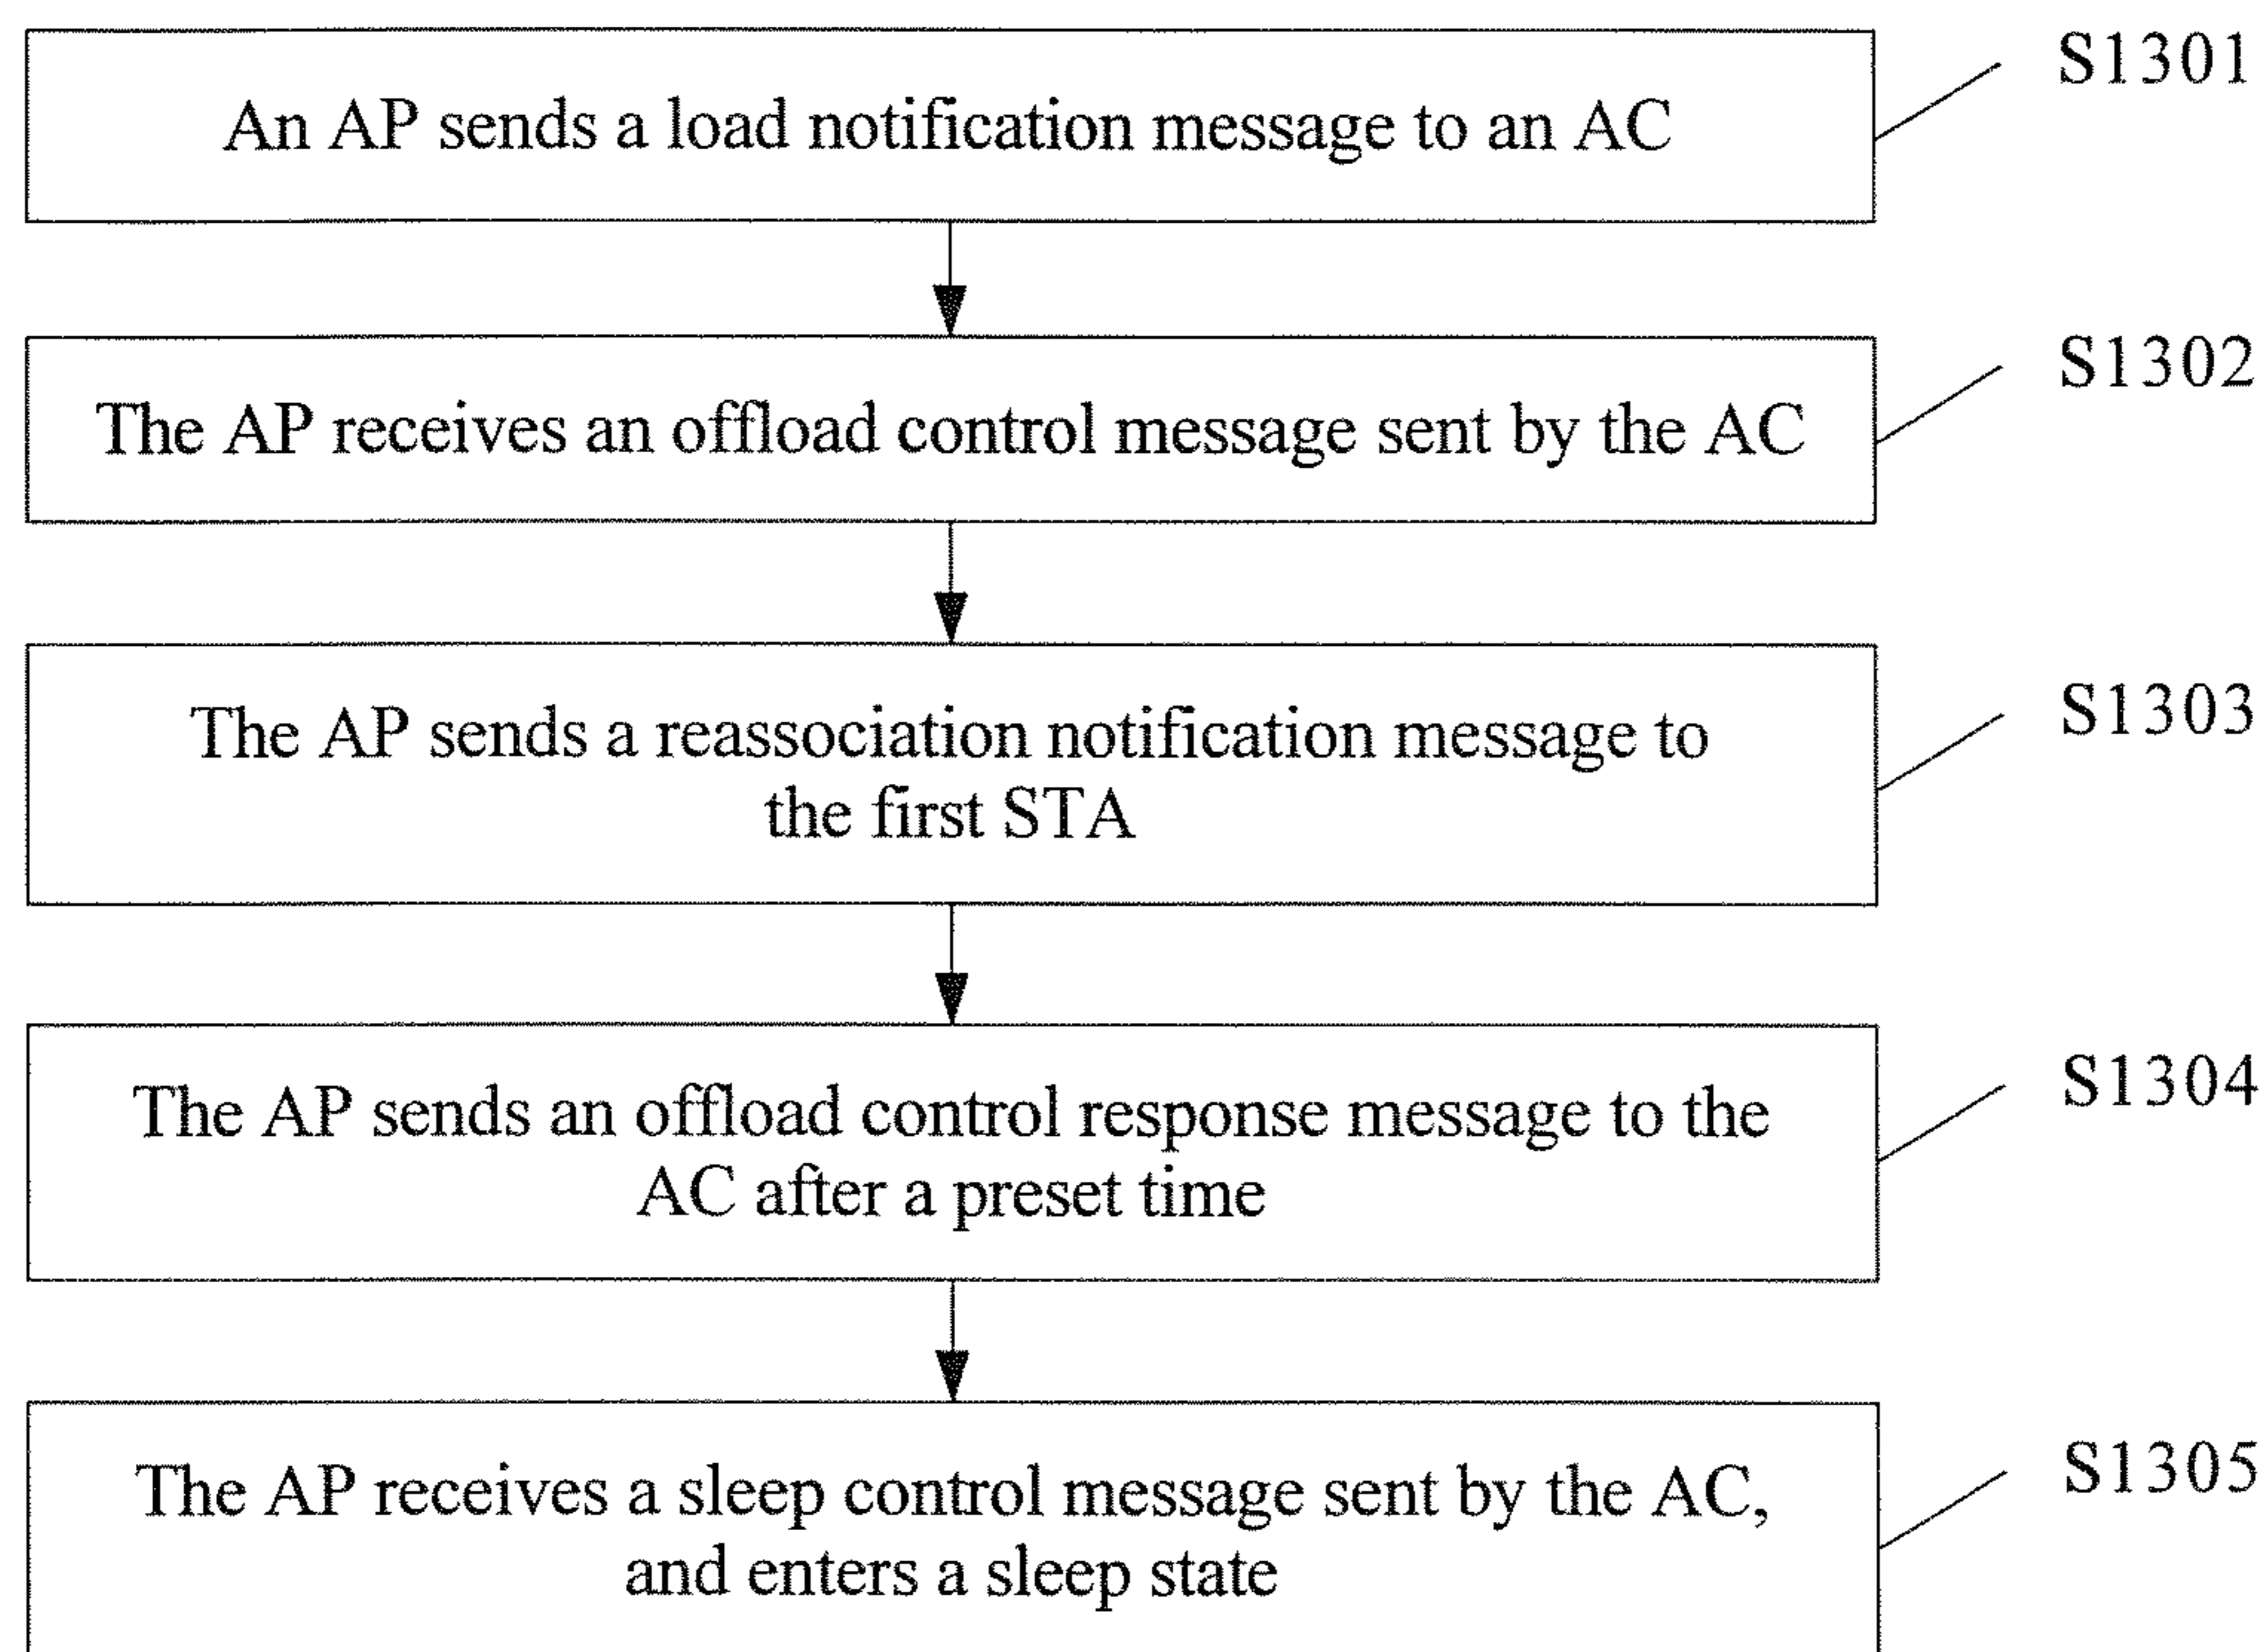 An AP sends a load notification message to an AC
S1301
The AP receives an offload control message sent by the AC
S1302
The AP sends a reassociation notification message to
the first STA
S1303
The AP sends an offload control response message to the
AC after a preset time
S1304
The AP receives a sleep control message sent by the AC,
and enters a sleep state
S1305